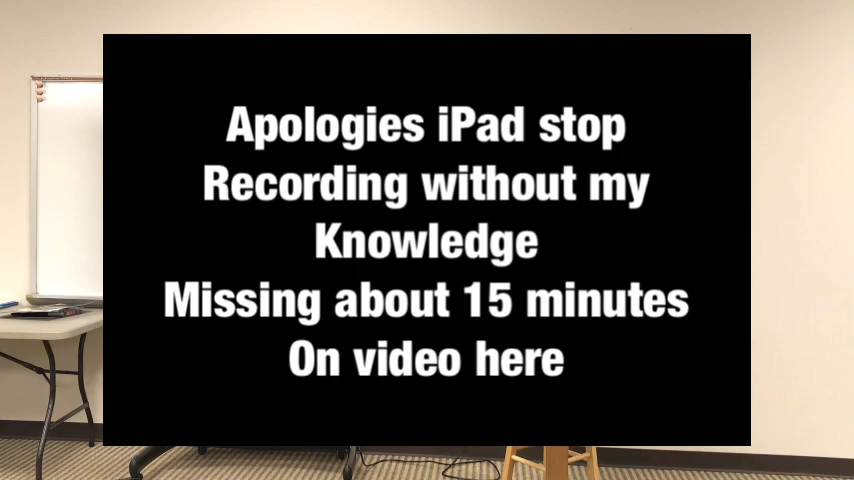 Apologies iPad stop
Recording without my
Knowledge
Missing about 15 minutes
On video here